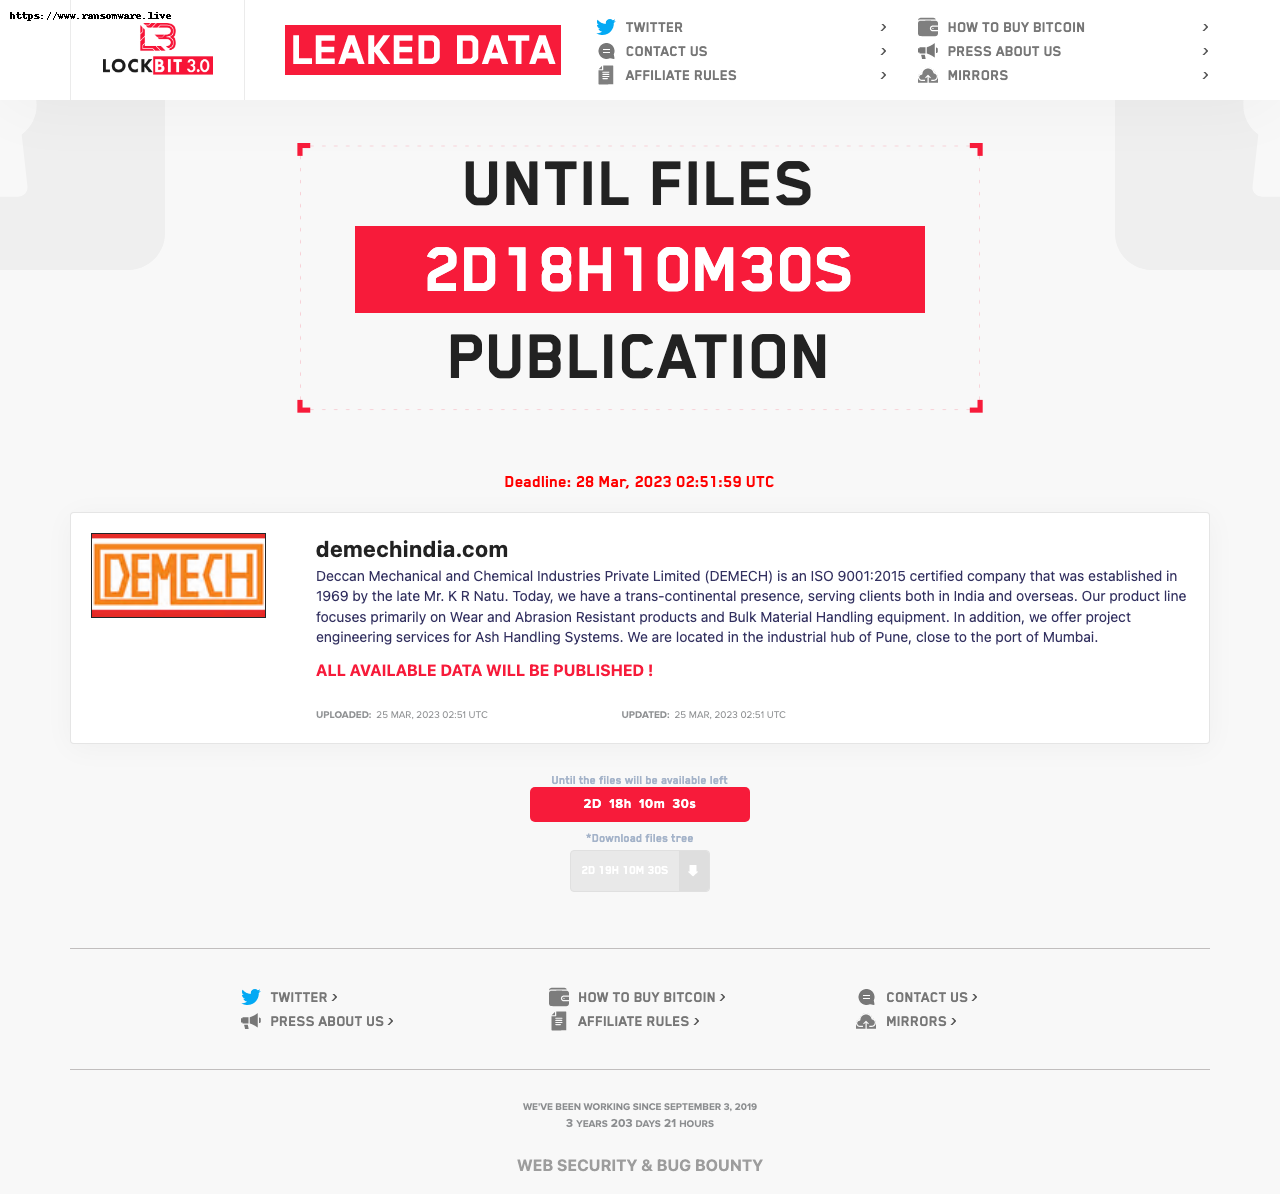 https://www.ransomware.live
LOCKBIT 3.0
LEAKED DATA
TWITTER
CONTACT US
AFFILIATE RULES
HOW TO BUY BITCOIN
PRESS ABOUT US
MIRRORS
UNTIL FILES
2D18H10M30S
PUBLICATION
Deadline: 28 Mar, 2023 02:51:59 UTC
DEMECH
demechindia.com
Deccan Mechanical and Chemical Industries Private Limited (DEMECH) is an ISO 9001:2015 certified company that was established in
1969 by the late Mr. K R Natu. Today, we have a trans-continental presence, serving clients both in India and overseas. Our product line
focuses primarily on Wear and Abrasion Resistant products and Bulk Material Handling equipment. In addition, we offer project
engineering services for Ash Handling Systems. We are located in the industrial hub of Pune, close to the port of Mumbai.
ALL AVAILABLE DATA WILL BE PUBLISHED !
UPLOADED: 25 MAR, 2023 02:51 UTC
UPDATED: 25 MAR, 2023 02:51 UTC
Until the files will be available left
2D 18h 10m 30s
*Download files tree
2D 19H 10M 30S
TWITTER
HOW TO BUY BITCOIN
CONTACT US
PRESS ABOUT US
AFFILIATE RULES
MIRRORS
WE'VE BEEN WORKING SINCE SEPTEMBER 3, 2019
3 YEARS 203 DAYS 21 HOURS
WEB SECURITY & BUG BOUNTY